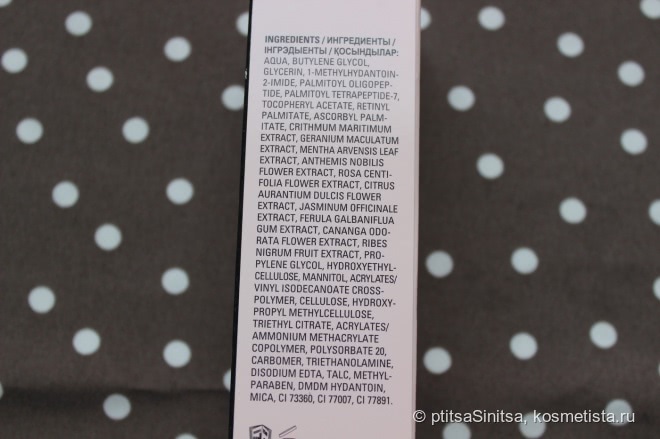 INGREDIENTS / ИНГРЕДИЕНТЫ /
ІНГРЭДЫЕНТЫ / ҚОСЫНДЫЛАР:
AQUA, BUTYLENE GLYCOL,
GLYCERIN, 1-METHYLHYDANTOIN-
2-IMIDE, PALMITOYL OLIGOPEP-
TIDE, PALMITOYL TETRAPEPTIDE-7,
TOCOPHERYL ACETATE, RETINYL
PALMITATE, ASCORBYL PALM-
ITATE, CRITHMUM MARITIMUM
EXTRACT, GERANIUM MACULATUM
EXTRACT, MENTHA ARVENSIS LEAF
EXTRACT, ANTHEMIS NOBILIS
FLOWER EXTRACT, ROSA CENTI-
FOLIA FLOWER EXTRACT, CITRUS
AURANTIUM DULCIS FLOWER
EXTRACT, JASMINUM OFFICINALE
EXTRACT, FERULA GALBANIFLUA
GUM EXTRACT, CANANGA ODO-
RATA FLOWER EXTRACT, RIBES
NIGRUM FRUIT EXTRACT, PRO-
PYLENE GLYCOL, HYDROXYETHYL-
CELLULOSE, MANNITOL, ACRYLATES/
VINYL ISODECANOATE CROSS-
POLYMER, CELLULOSE, HYDROXY-
PROPYL METHYLCELLULOSE,
TRIETHYL CITRATE, ACRYLATES/
AMMONIUM METHACRYLATE
COPOLYMER, POLYSORBATE 20,
CARBOMER, TRIETHANOLAMINE,
DISODIUM EDTA, TALC, METHYL-
PARABEN, DMDM HYDANTOIN,
MICA, CI 73360, CI 77007, CI 77891.
© ptitsaSinitsa, kosmetista.ru